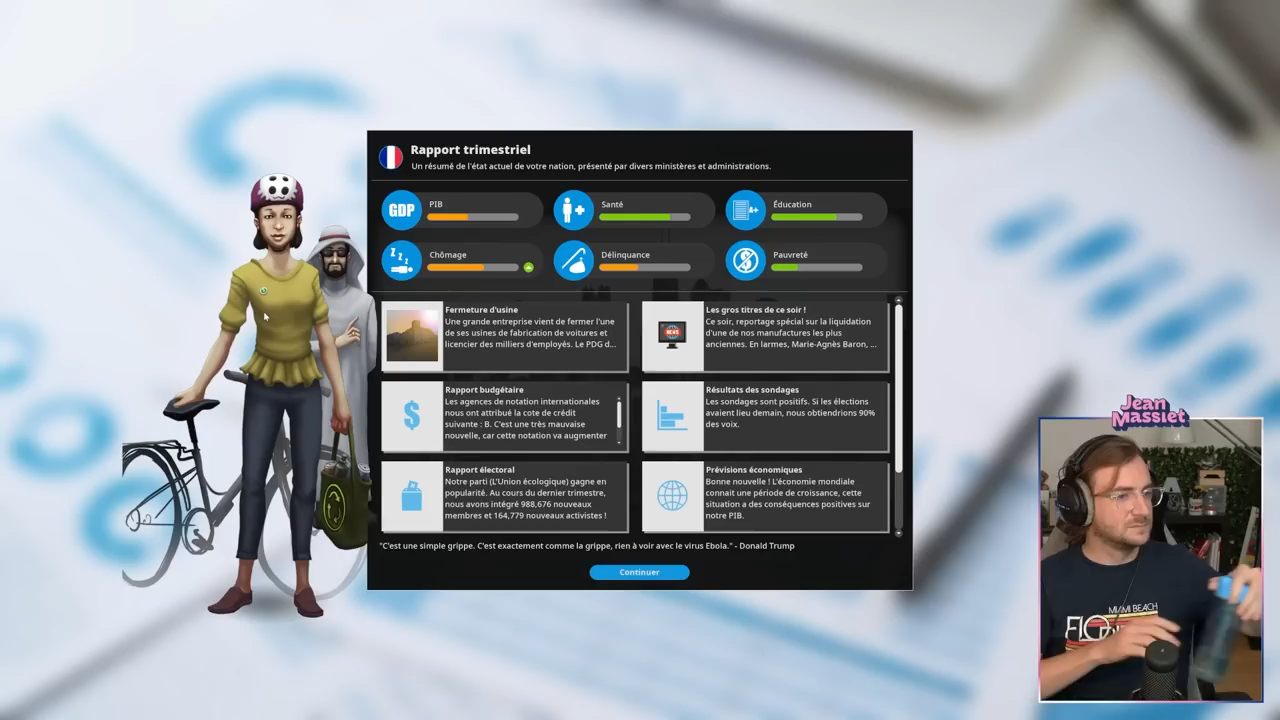 Rapport trimestriel
Un résumé de l'état actuel de votre nation, présenté par divers ministères et administrations.
GDP
PIB
Santé
A+
Éducation
Chômage
Délinquance
Pauvreté
Fermeture d'usine
Une grande entreprise vient de fermer l'une
de ses usines de fabrication de voitures et
licencier des milliers d'employés. Le PDG d...
NEWS
Les gros titres de ce soir !
Ce soir, reportage spécial sur la liquidation
d'une de nos manufactures les plus
anciennes. En larmes, Marie-Agnès Baron, ...
Rapport budgétaire
Les agences de notation internationales
nous ont attribué la cote de crédit
suivante : B. C'est une très mauvaise
nouvelle, car cette notation va augmenter
Résultats des sondages
Les sondages sont positifs. Si les élections
avaient lieu demain, nous obtiendrions 90%
des voix.
Rapport électoral
Notre parti (L'Union écologique) gagne en
popularité. Au cours du dernier trimestre,
nous avons intégré 988,676 nouveaux
membres et 164,779 nouveaux activistes !
Prévisions économiques
Bonne nouvelle ! L'économie mondiale
connait une période de croissance, cette
situation a des conséquences positives sur
notre PIB.
"C'est une simple grippe. C'est exactement comme la grippe, rien à voir avec le virus Ebola." - Donald Trump
Continuer
Jean
Massiet
MIAMI BEACH